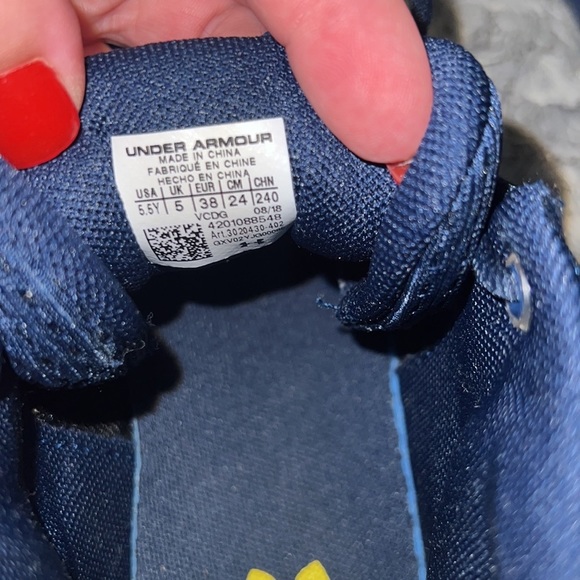 UNDER ARMOUR
MADE IN CHINA
FABRIQUÉ EN CHINE
HECHO EN CHINA
USA UK EUR CM CHN
5.5Y 5 38 24 240
VCDG 08/18
4201088548
Art.3020430-402